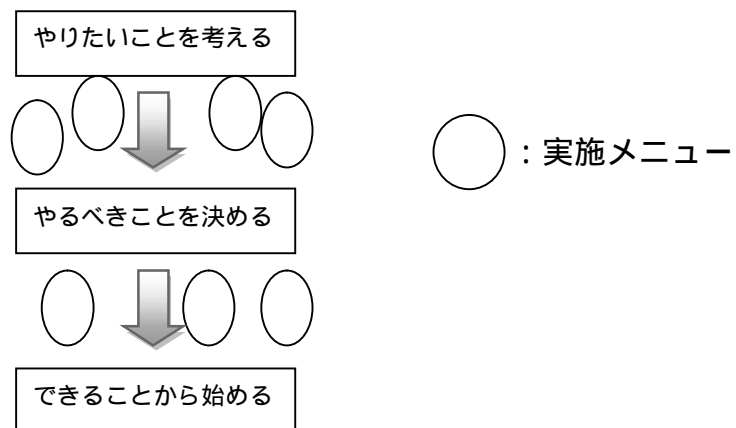 やりたいことを考える
：実施メニュー
やるべきことを決める
できることから始める